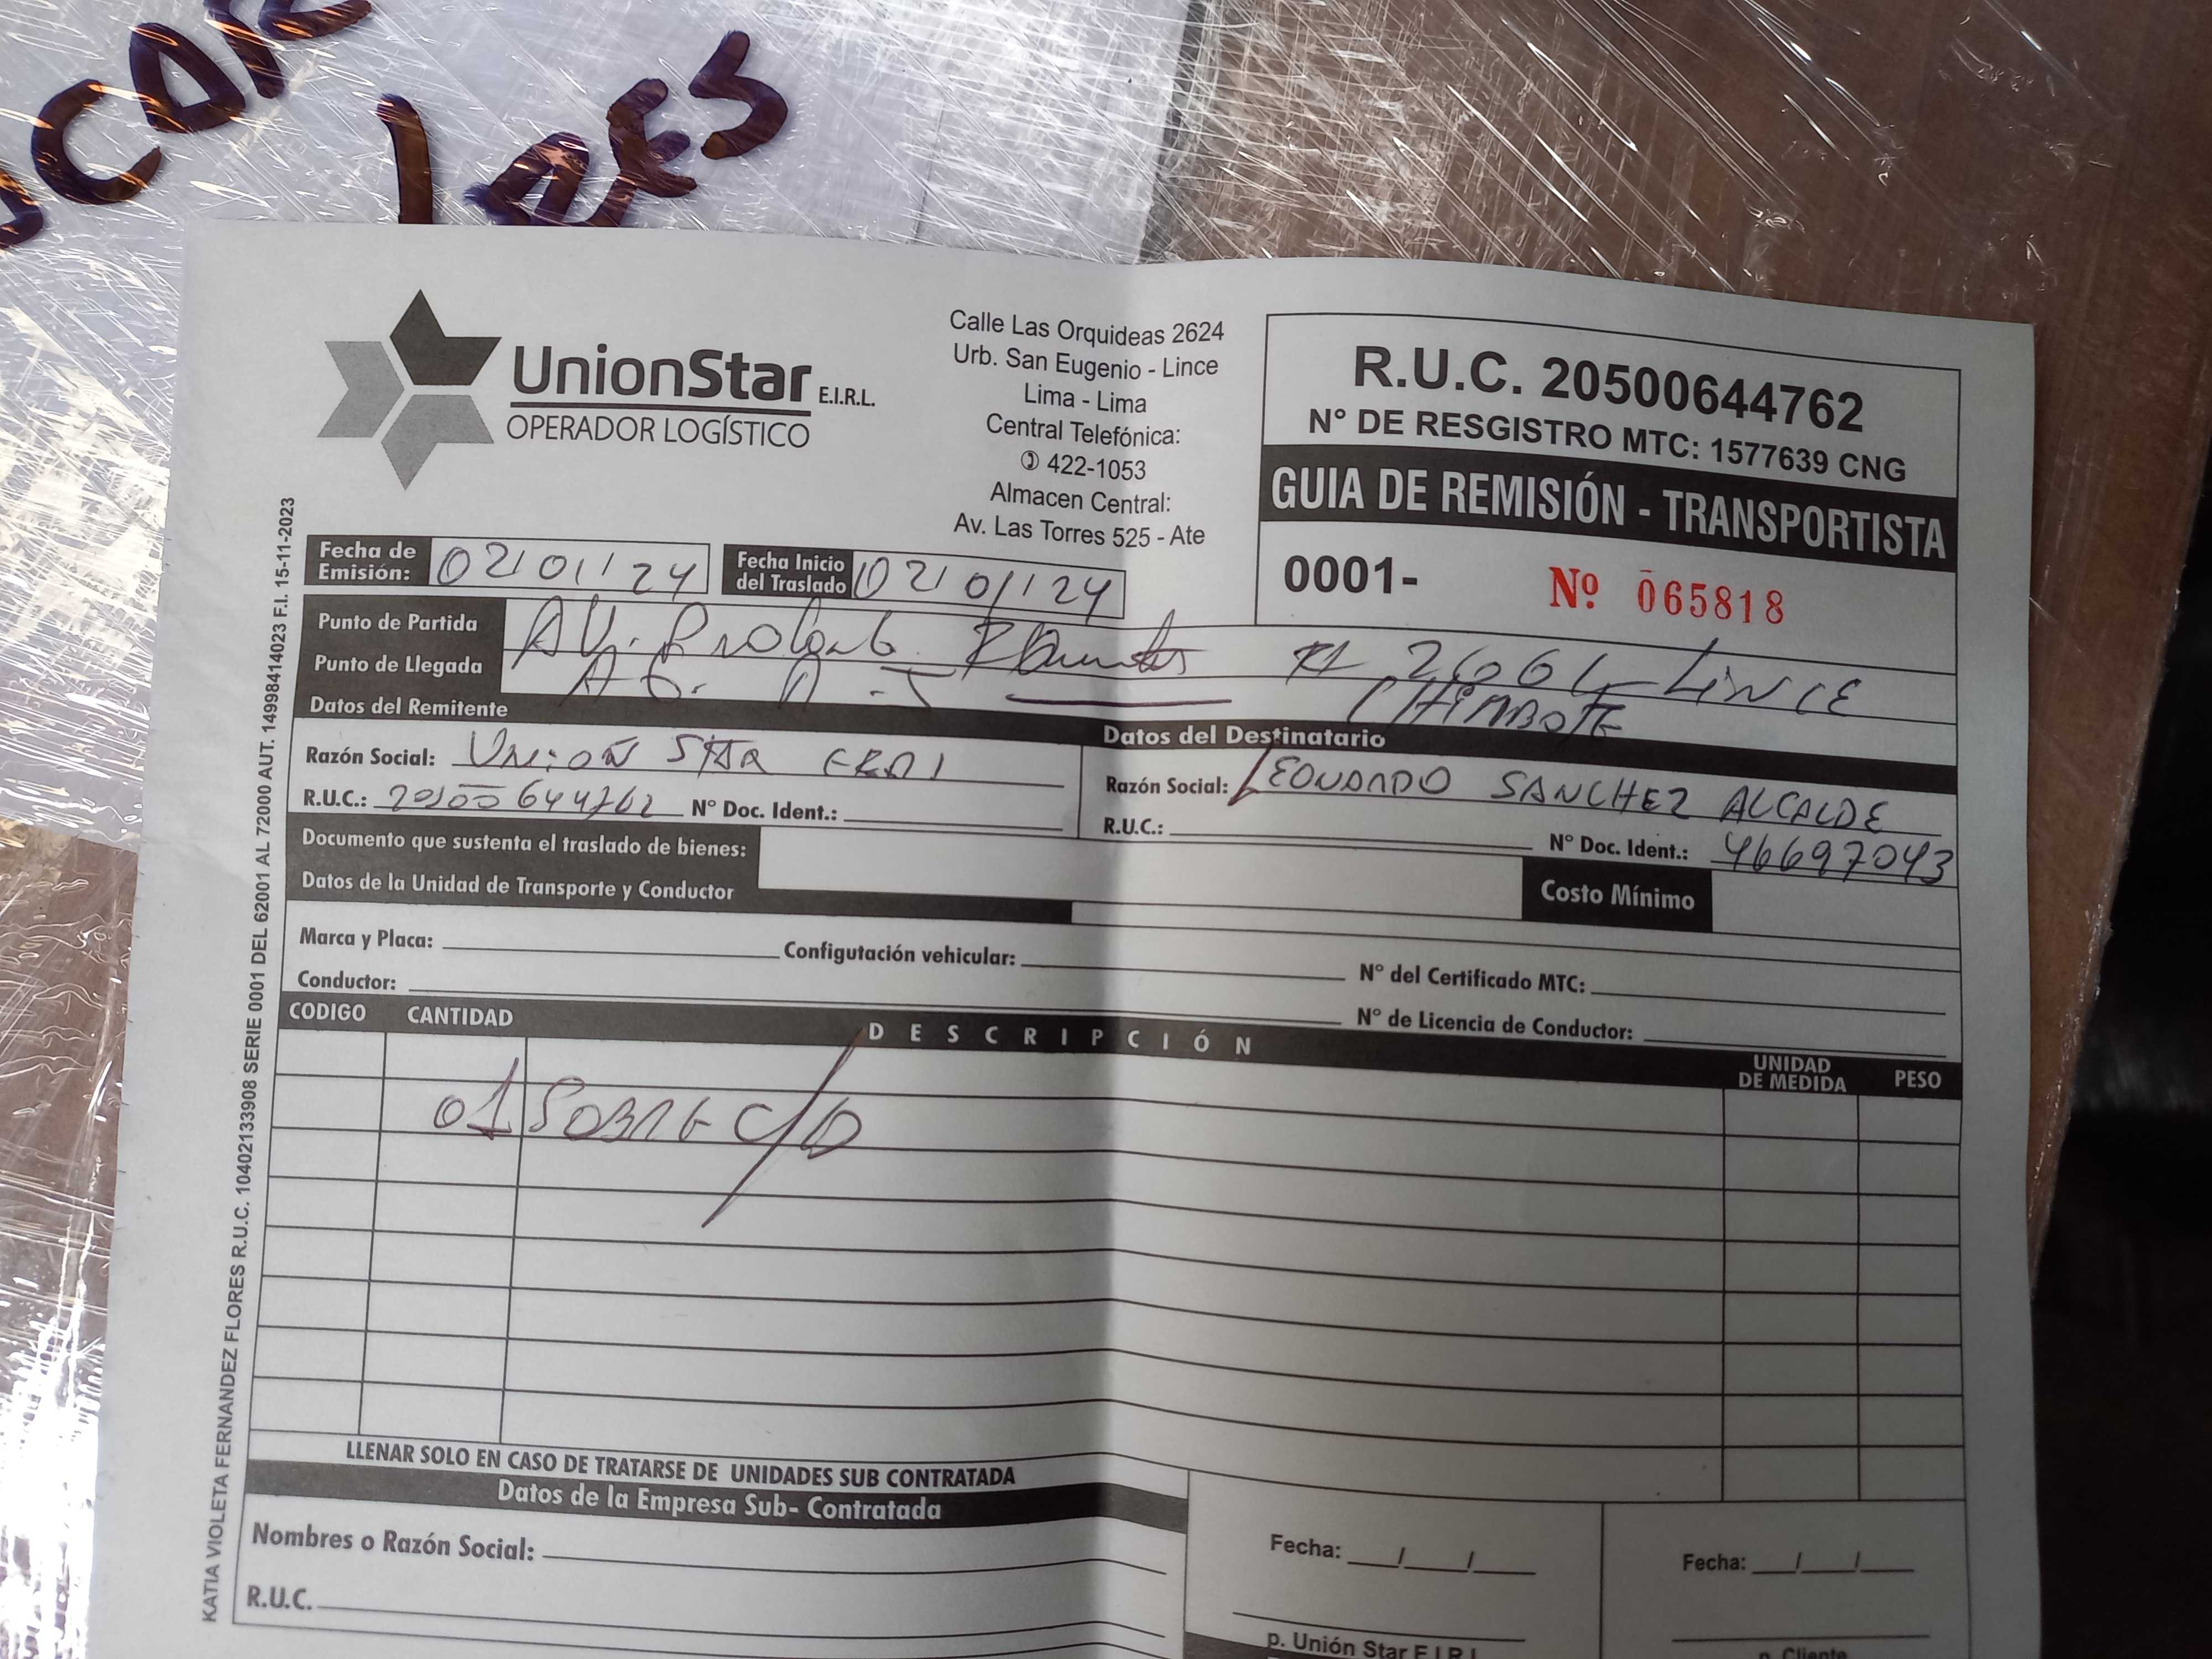 LRES
UnionStar E.I.R.L.
OPERADOR LOGÍSTICO
Calle Las Orquideas 2624
Urb. San Eugenio - Lince
Lima - Lima
Central Telefónica:
422-1053
Almacen Central:
Av. Las Torres 525 - Ate
R.U.C. 20500644762
N° DE RESGISTRO MTC: 1577639 CNG
GUIA DE REMISIÓN - TRANSPORTISTA
0001- Nº 065818
Fecha de Emisión: 02/01/24
Fecha Inicio del Traslado 02/01/24
Punto de Partida AV. LINCE
Punto de Llegada CHIMBOTE
Datos del Remitente
Razón Social: UNION STAR
R.U.C.: 20500644762 N° Doc. Ident.:
Datos del Destinatario
Razón Social: LEONARDO SANCHEZ ALCALDE
R.U.C.: N° Doc. Ident.: 46697043
Documento que sustenta el traslado de bienes:
Costo Mínimo
Datos de la Unidad de Transporte y Conductor
Marca y Placa: Configutación vehicular: N° del Certificado MTC:
Conductor: N° de Licencia de Conductor:
CODIGO CANTIDAD DESCRIPCIÓN UNIDAD DE MEDIDA PESO
01 SOBRE C/D
LLENAR SOLO EN CASO DE TRATARSE DE UNIDADES SUB CONTRATADA
Datos de la Empresa Sub- Contratada
Nombres o Razón Social:
R.U.C.
Fecha: / /
p. Unión Star E.I.R.L.
Fecha: / /
p. Cliente
KATIA VIOLETA FERNANDEZ FLORES R.U.C. 10402133908 SERIE 0001 DEL 62001 AL 72000 AUT. 14998414023 F.I. 15-11-2023